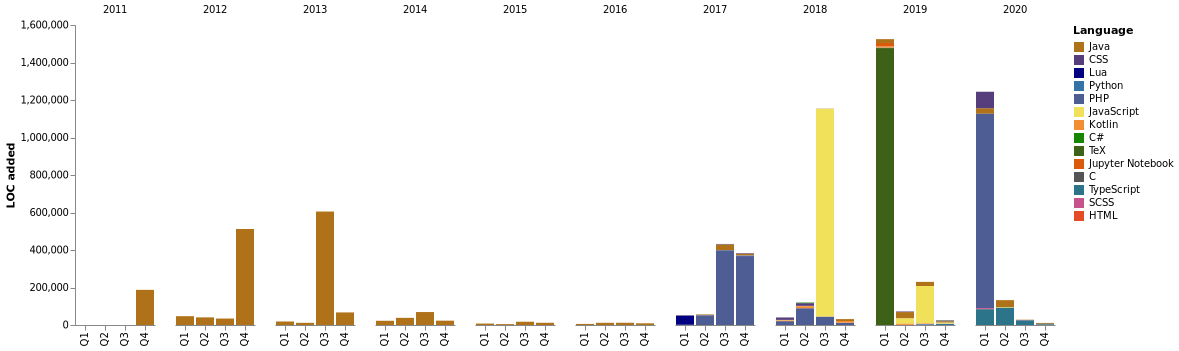 2011 2012 2013 2014 2015 2016 2017 2018 2019 2020
LOC added
1,600,000
1,400,000
1,200,000
1,000,000
800,000
600,000
400,000
200,000
0
Q1 Q2 Q3 Q4 Q1 Q2 Q3 Q4 Q1 Q2 Q3 Q4 Q1 Q2 Q3 Q4 Q1 Q2 Q3 Q4 Q1 Q2 Q3 Q4 Q1 Q2 Q3 Q4 Q1 Q2 Q3 Q4 Q1 Q2 Q3 Q4 Q1 Q2 Q3 Q4
Language
Java
CSS
Lua
Python
PHP
JavaScript
Kotlin
C#
TeX
Jupyter Notebook
C
TypeScript
SCSS
HTML